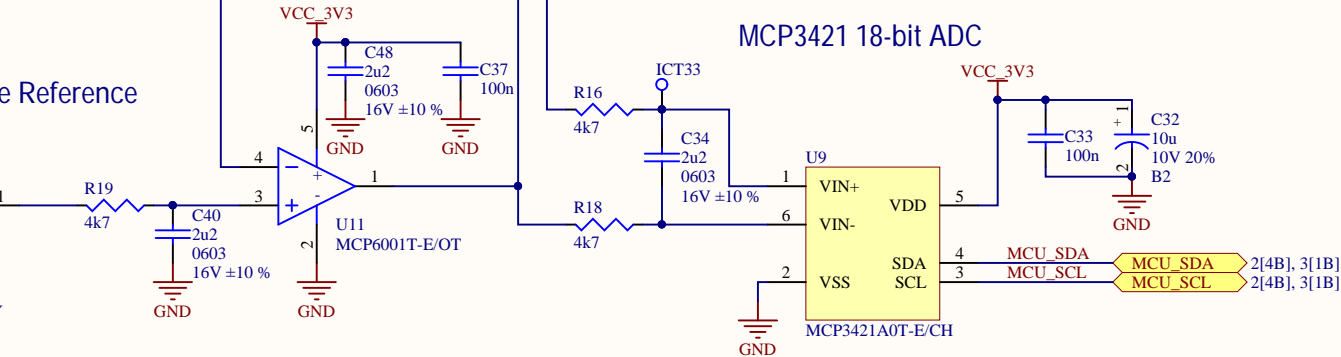 VCC_3V3
MCP3421 18-bit ADC
C48
2u2
0603
16V ±10 %
C37
100n
e Reference
5
GND
GND
ICT33
R16
4k7
C34
2u2
0603
16V ±10 %
VCC_3V3
C33
100n
+
1
C32
10u
10V 20%
B2
2
GND
4
3
1
+
-
U11
MCP6001T-E/OT
2
GND
1
R19
4k7
C40
2u2
0603
16V ±10 %
GND
R18
4k7
U9
1
VIN+
6
VIN-
2
VSS
VDD
5
SDA
4
SCL
3
MCP3421A0T-E/CH
GND
MCU_SDA
MCU_SCL
MCU_SDA
2[4B], 3[1B]
MCU_SCL
2[4B], 3[1B]